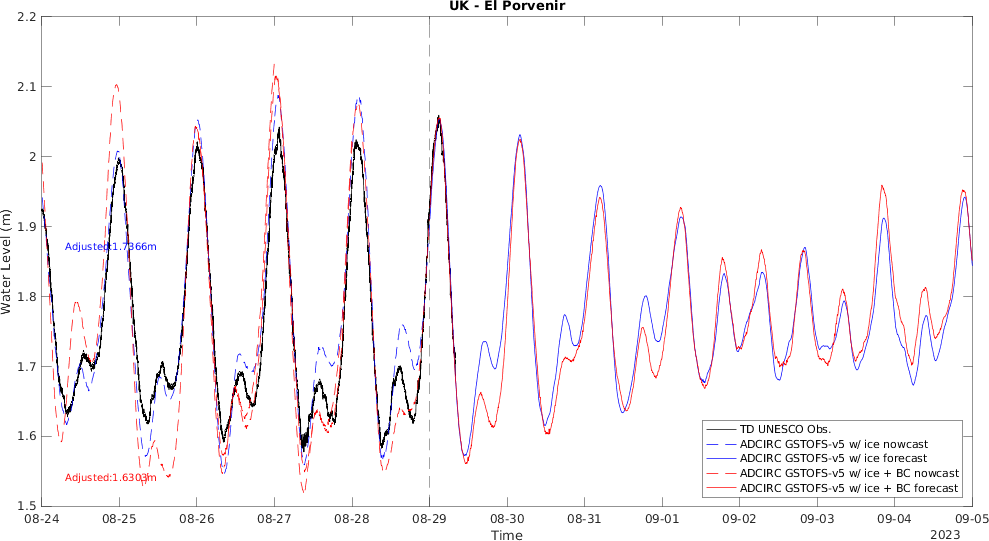 UK - El Porvenir
Water Level (m)
2.2
2.1
2
1.9
1.8
1.7
1.6
1.5
Adjusted:1.7366m
Adjusted:1.6303m
TD UNESCO Obs.
ADCIRC GSTOFS-v5 w/ ice nowcast
ADCIRC GSTOFS-v5 w/ ice forecast
ADCIRC GSTOFS-v5 w/ ice + BC nowcast
ADCIRC GSTOFS-v5 w/ ice + BC forecast
08-24 08-25 08-26 08-27 08-28 08-29 08-30 08-31 09-01 09-02 09-03 09-04 09-05
Time
2023